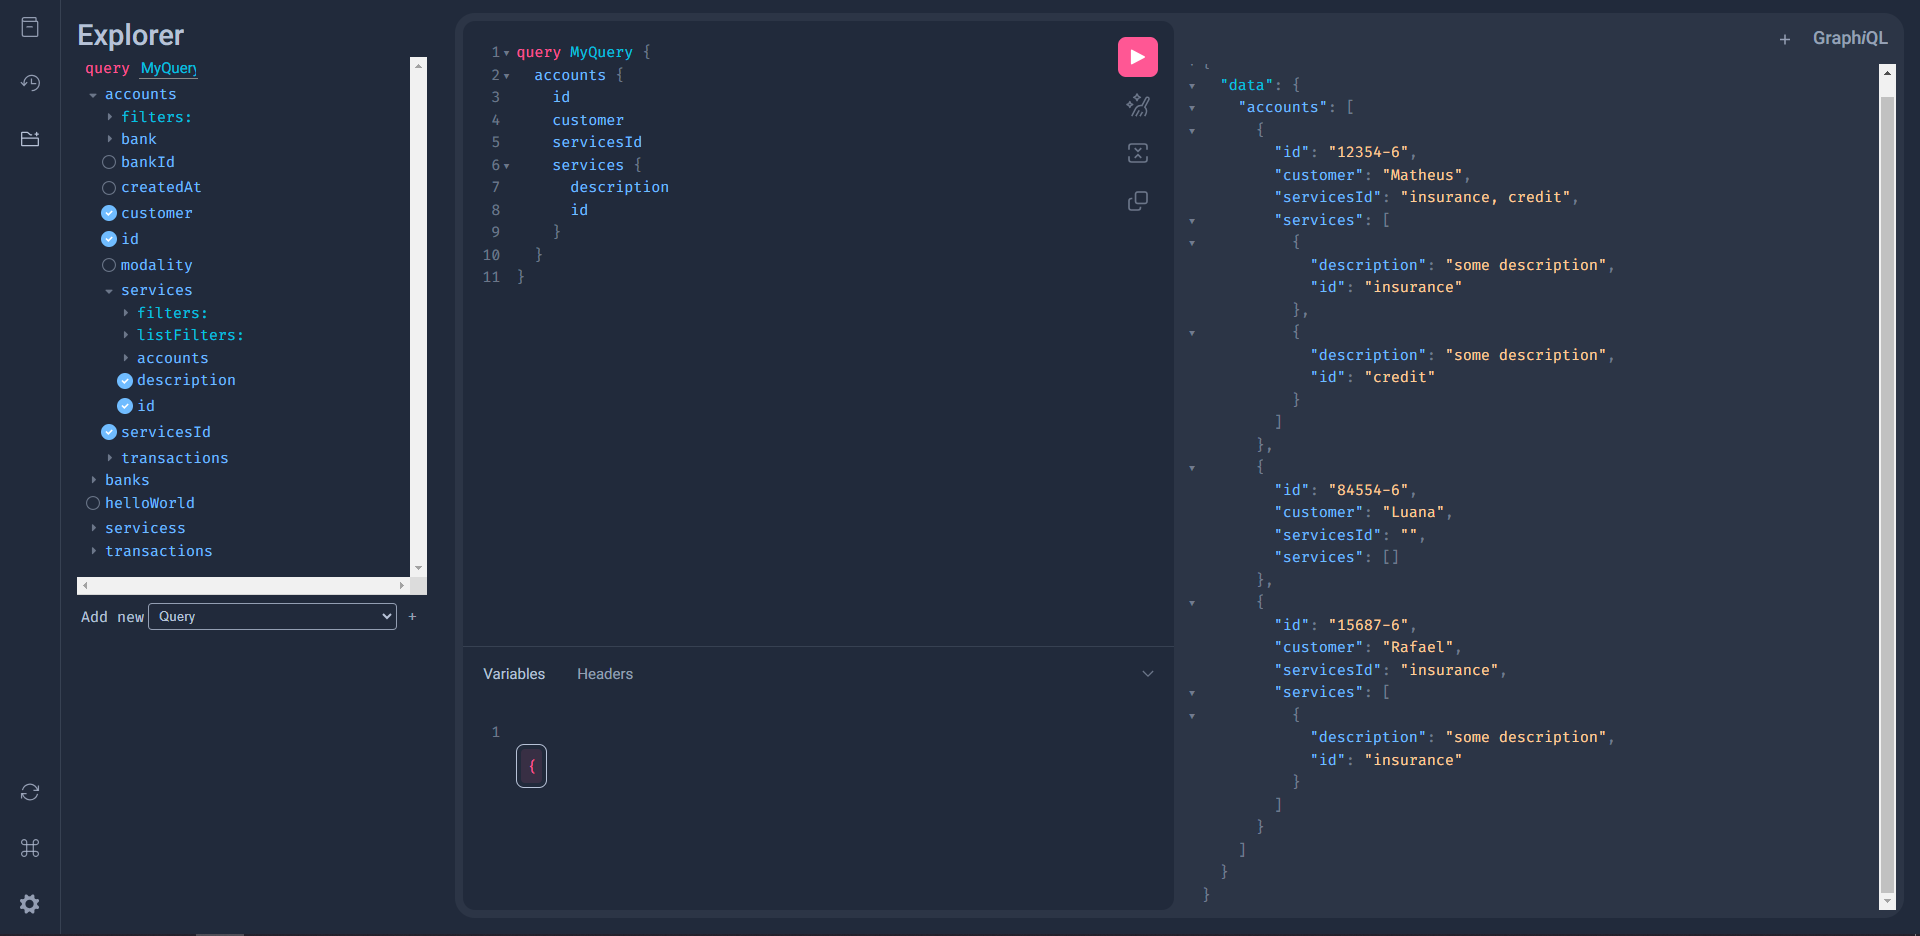 Explorer
query MyQuery
accounts
filters:
bank
bankId
createdAt
customer
id
modality
services
filters:
listFilters:
accounts
description
id
servicesId
transactions
banks
helloWorld
servicess
transactions
Add new Query +
1 query MyQuery {
2 accounts {
3 id
4 customer
5 servicesId
6 services {
7 description
8 id
9 }
10 }
11 }
Variables Headers
1
{
+ GraphiQL
{
"data": {
"accounts": [
{
"id": "12354-6",
"customer": "Matheus",
"servicesId": "insurance, credit",
"services": [
{
"description": "some description",
"id": "insurance"
},
{
"description": "some description",
"id": "credit"
}
]
},
{
"id": "84554-6",
"customer": "Luana",
"servicesId": "",
"services": []
},
{
"id": "15687-6",
"customer": "Rafael",
"servicesId": "insurance",
"services": [
{
"description": "some description",
"id": "insurance"
}
]
}
]
}
}